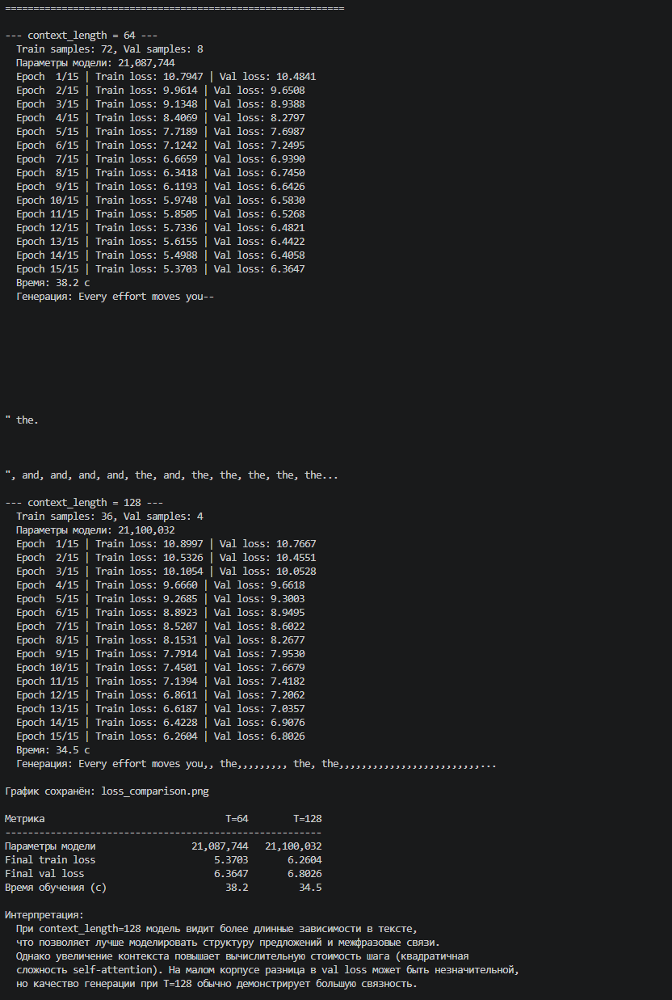 ============================================================
--- context_length = 64 ---
Train samples: 72, Val samples: 8
Параметры модели: 21,087,744
Epoch  1/15 | Train loss: 10.7947 | Val loss: 10.4841
Epoch  2/15 | Train loss: 9.9614 | Val loss: 9.6508
Epoch  3/15 | Train loss: 9.1348 | Val loss: 8.9388
Epoch  4/15 | Train loss: 8.4069 | Val loss: 8.2797
Epoch  5/15 | Train loss: 7.7189 | Val loss: 7.6987
Epoch  6/15 | Train loss: 7.1242 | Val loss: 7.2495
Epoch  7/15 | Train loss: 6.6659 | Val loss: 6.9390
Epoch  8/15 | Train loss: 6.3418 | Val loss: 6.7450
Epoch  9/15 | Train loss: 6.1193 | Val loss: 6.6426
Epoch 10/15 | Train loss: 5.9748 | Val loss: 6.5830
Epoch 11/15 | Train loss: 5.8505 | Val loss: 6.5268
Epoch 12/15 | Train loss: 5.7336 | Val loss: 6.4821
Epoch 13/15 | Train loss: 5.6155 | Val loss: 6.4422
Epoch 14/15 | Train loss: 5.4988 | Val loss: 6.4058
Epoch 15/15 | Train loss: 5.3703 | Val loss: 6.3647
Время: 38.2 с
Генерация: Every effort moves you--
" the.
", and, and, and, and, the, and, the, the, the, the, the...
--- context_length = 128 ---
Train samples: 36, Val samples: 4
Параметры модели: 21,100,032
Epoch  1/15 | Train loss: 10.8997 | Val loss: 10.7667
Epoch  2/15 | Train loss: 10.5326 | Val loss: 10.4551
Epoch  3/15 | Train loss: 10.1054 | Val loss: 10.0528
Epoch  4/15 | Train loss: 9.6660 | Val loss: 9.6618
Epoch  5/15 | Train loss: 9.2685 | Val loss: 9.3003
Epoch  6/15 | Train loss: 8.8923 | Val loss: 8.9495
Epoch  7/15 | Train loss: 8.5207 | Val loss: 8.6022
Epoch  8/15 | Train loss: 8.1531 | Val loss: 8.2677
Epoch  9/15 | Train loss: 7.7914 | Val loss: 7.9530
Epoch 10/15 | Train loss: 7.4501 | Val loss: 7.6679
Epoch 11/15 | Train loss: 7.1394 | Val loss: 7.4182
Epoch 12/15 | Train loss: 6.8611 | Val loss: 7.2062
Epoch 13/15 | Train loss: 6.6187 | Val loss: 7.0357
Epoch 14/15 | Train loss: 6.4228 | Val loss: 6.9076
Epoch 15/15 | Train loss: 6.2604 | Val loss: 6.8026
Время: 34.5 с
Генерация: Every effort moves you,, the,,,,,,,,, the, the,,,,,,,,,,,,,,,,,,,,,,,,,...
График сохранён: loss_comparison.png
Метрика T=64 T=128
--------------------------------------------------------
Параметры модели 21,087,744 21,100,032
Final train loss 5.3703 6.2604
Final val loss 6.3647 6.8026
Время обучения (с) 38.2 34.5
Интерпретация:
При context_length=128 модель видит более длинные зависимости в тексте,
что позволяет лучше моделировать структуру предложений и межфразовые связи.
Однако увеличение контекста повышает вычислительную стоимость шага (квадратичная
сложность self-attention). На малом корпусе разница в val loss может быть незначительной,
но качество генерации при T=128 обычно демонстрирует большую связность.